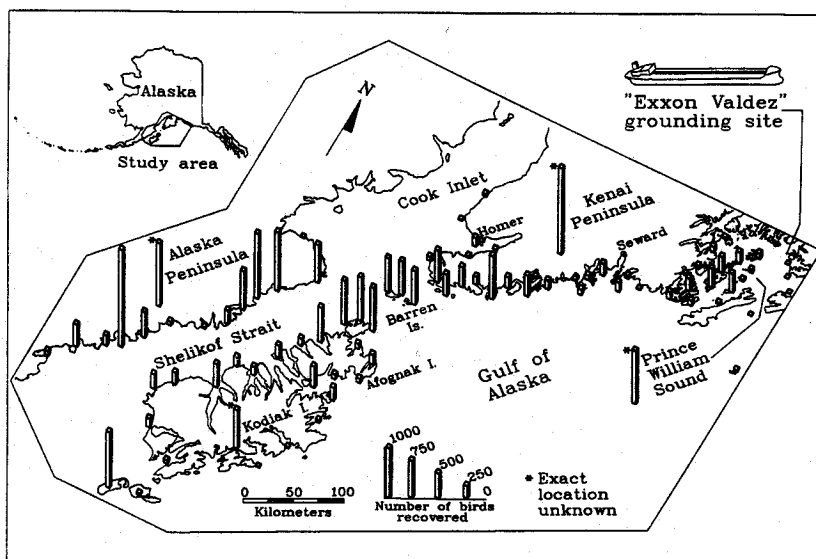 Alaska
Study area
N
"Exxon Valdez"
grounding site
Cook Inlet
Kenai
Peninsula
*
Homer
Seward
*
Alaska
Peninsula
Barren
Is.
Shelikof Strait
Afognak I.
Gulf of
Alaska
*
Prince
William
Sound
*
Kodiak I.
1000
750
500
250
0
Number of birds
recovered
0 50 100
Kilometers
* Exact
location
unknown